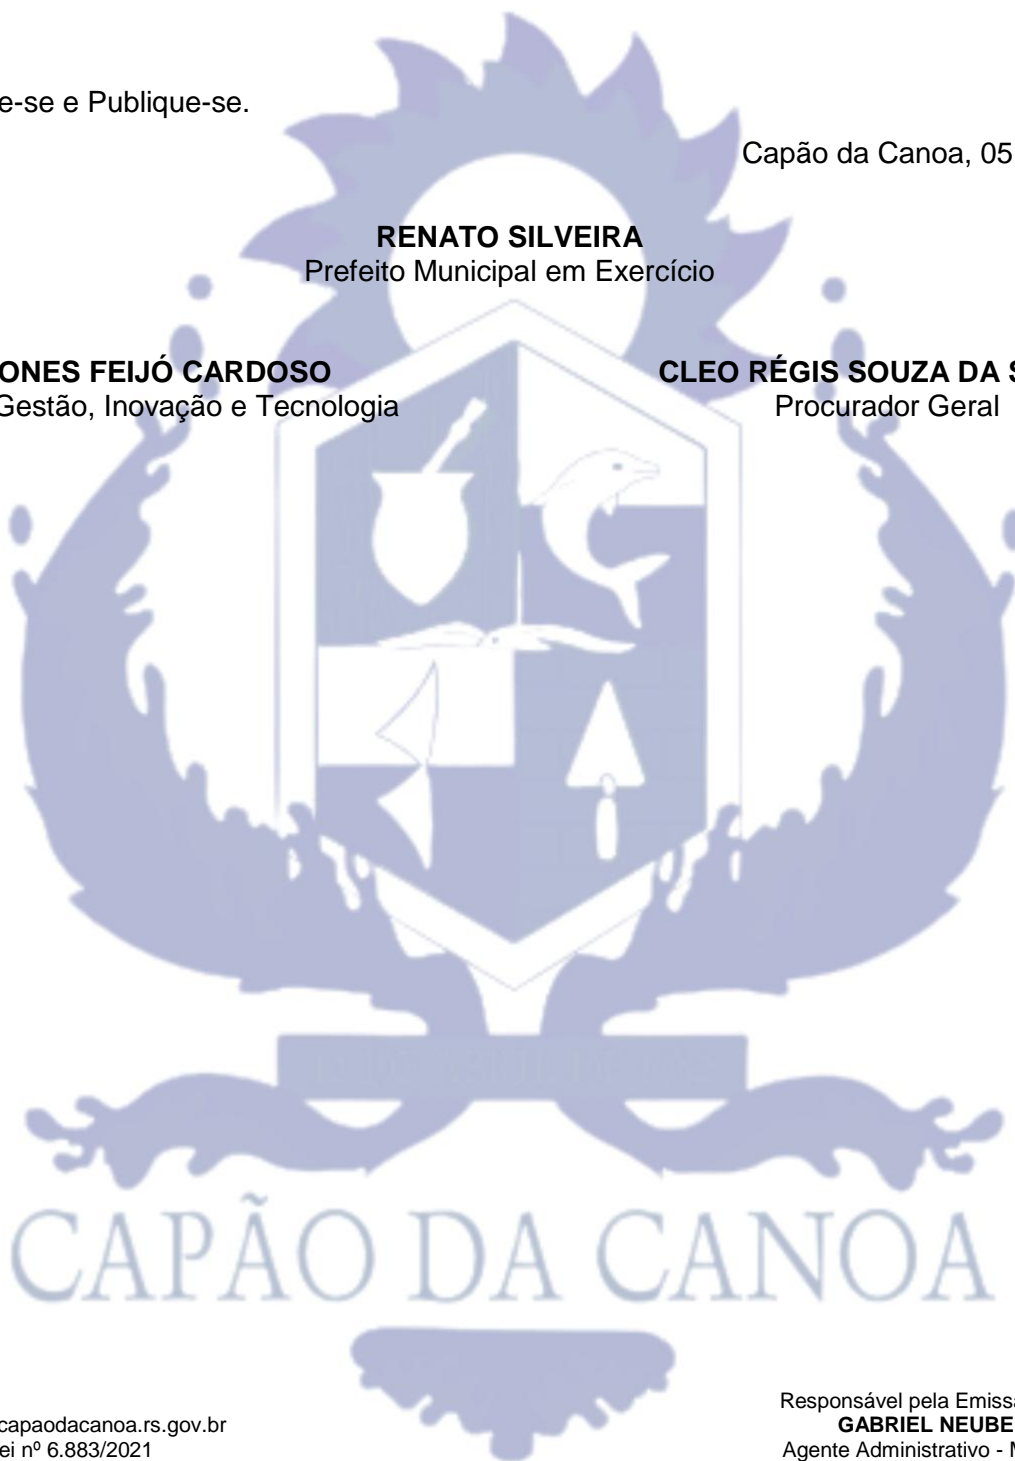 e-se e Publique-se.
Capão da Canoa, 05
RENATO SILVEIRA
Prefeito Municipal em Exercício
ONES FEIJÓ CARDOSO
CLEO RÉGIS SOUZA DA S
Gestão, Inovação e Tecnologia
Procurador Geral
CAPÃO DA CANOA
Responsável pela Emissã
capaodacanoa.rs.gov.br
GABRIEL NEUBE
ei nº 6.883/2021
Agente Administrativo - M